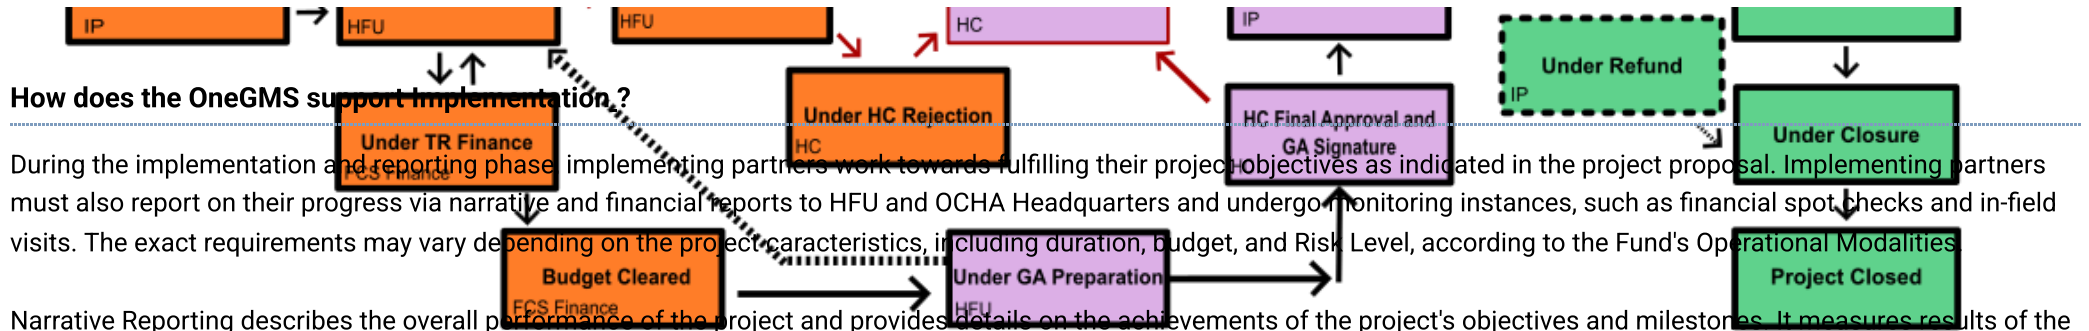 IP
HFU
HFU
HC
IP
Under Refund
IP
How does the OneGMS support Implementation ?
Under TR Finance
FCS Finance
Under HC Rejection
HC
HC Final Approval and
GA Signature
HC
Under Closure
During the implementation and reporting phase, implementing partners work towards fulfilling their project objectives as indicated in the project proposal. Implementing partners
must also report on their progress via narrative and financial reports to HFU and OCHA Headquarters and undergo monitoring instances, such as financial spot checks and in-field
visits. The exact requirements may vary depending on the project caracteristics, including duration, budget, and Risk Level, according to the Fund's Operational Modalities.
Budget Cleared
FCS Finance
Under GA Preparation
HFU
Project Closed
Narrative Reporting describes the overall performance of the project and provides details on the achievements of the project's objectives and milestones. It measures results of the